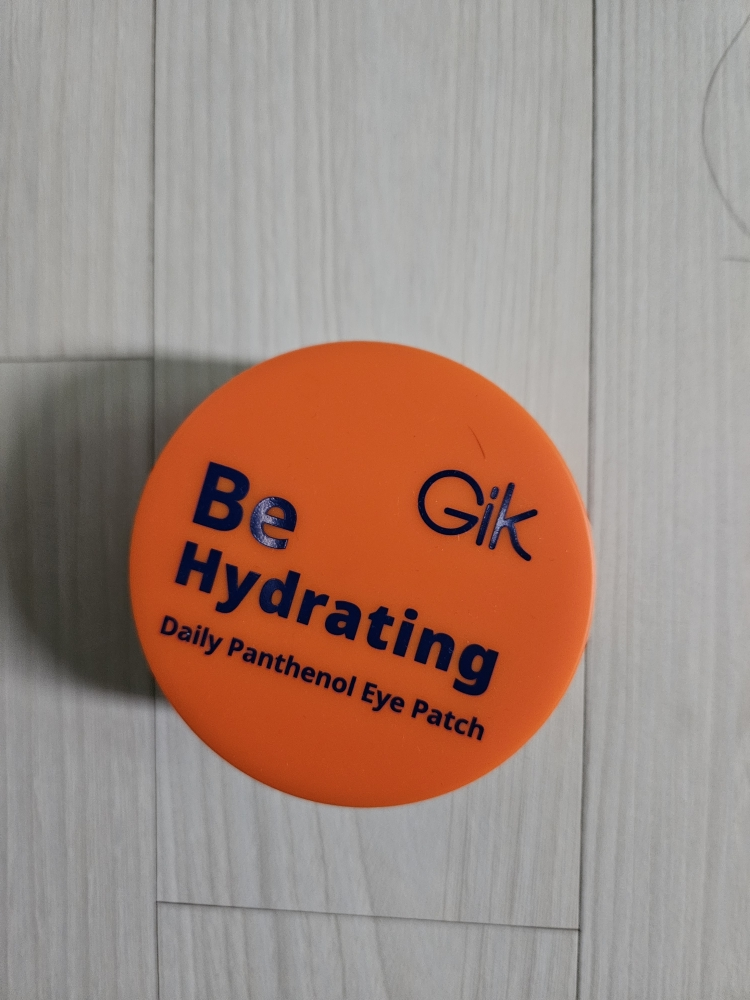 Be
Gik
Hydrating
Daily Panthenol Eye Patch